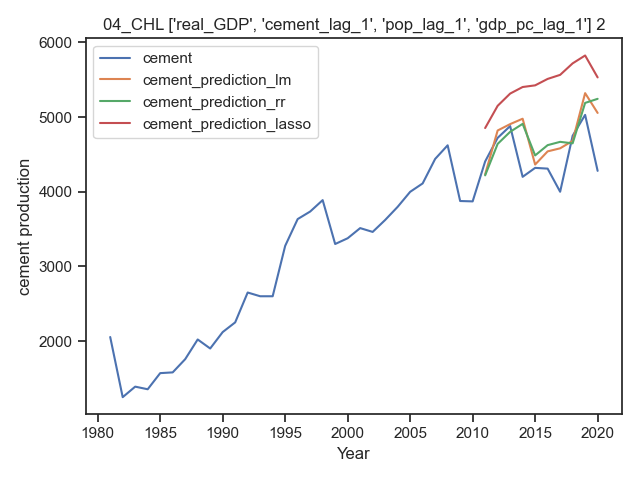 04_CHL ['real_GDP', 'cement_lag_1', 'pop_lag_1', 'gdp_pc_lag_1'] 2
cement
cement_prediction_lm
cement_prediction_rr
cement_prediction_lasso
6000
5000
4000
3000
2000
cement production
1980 1985 1990 1995 2000 2005 2010 2015 2020
Year